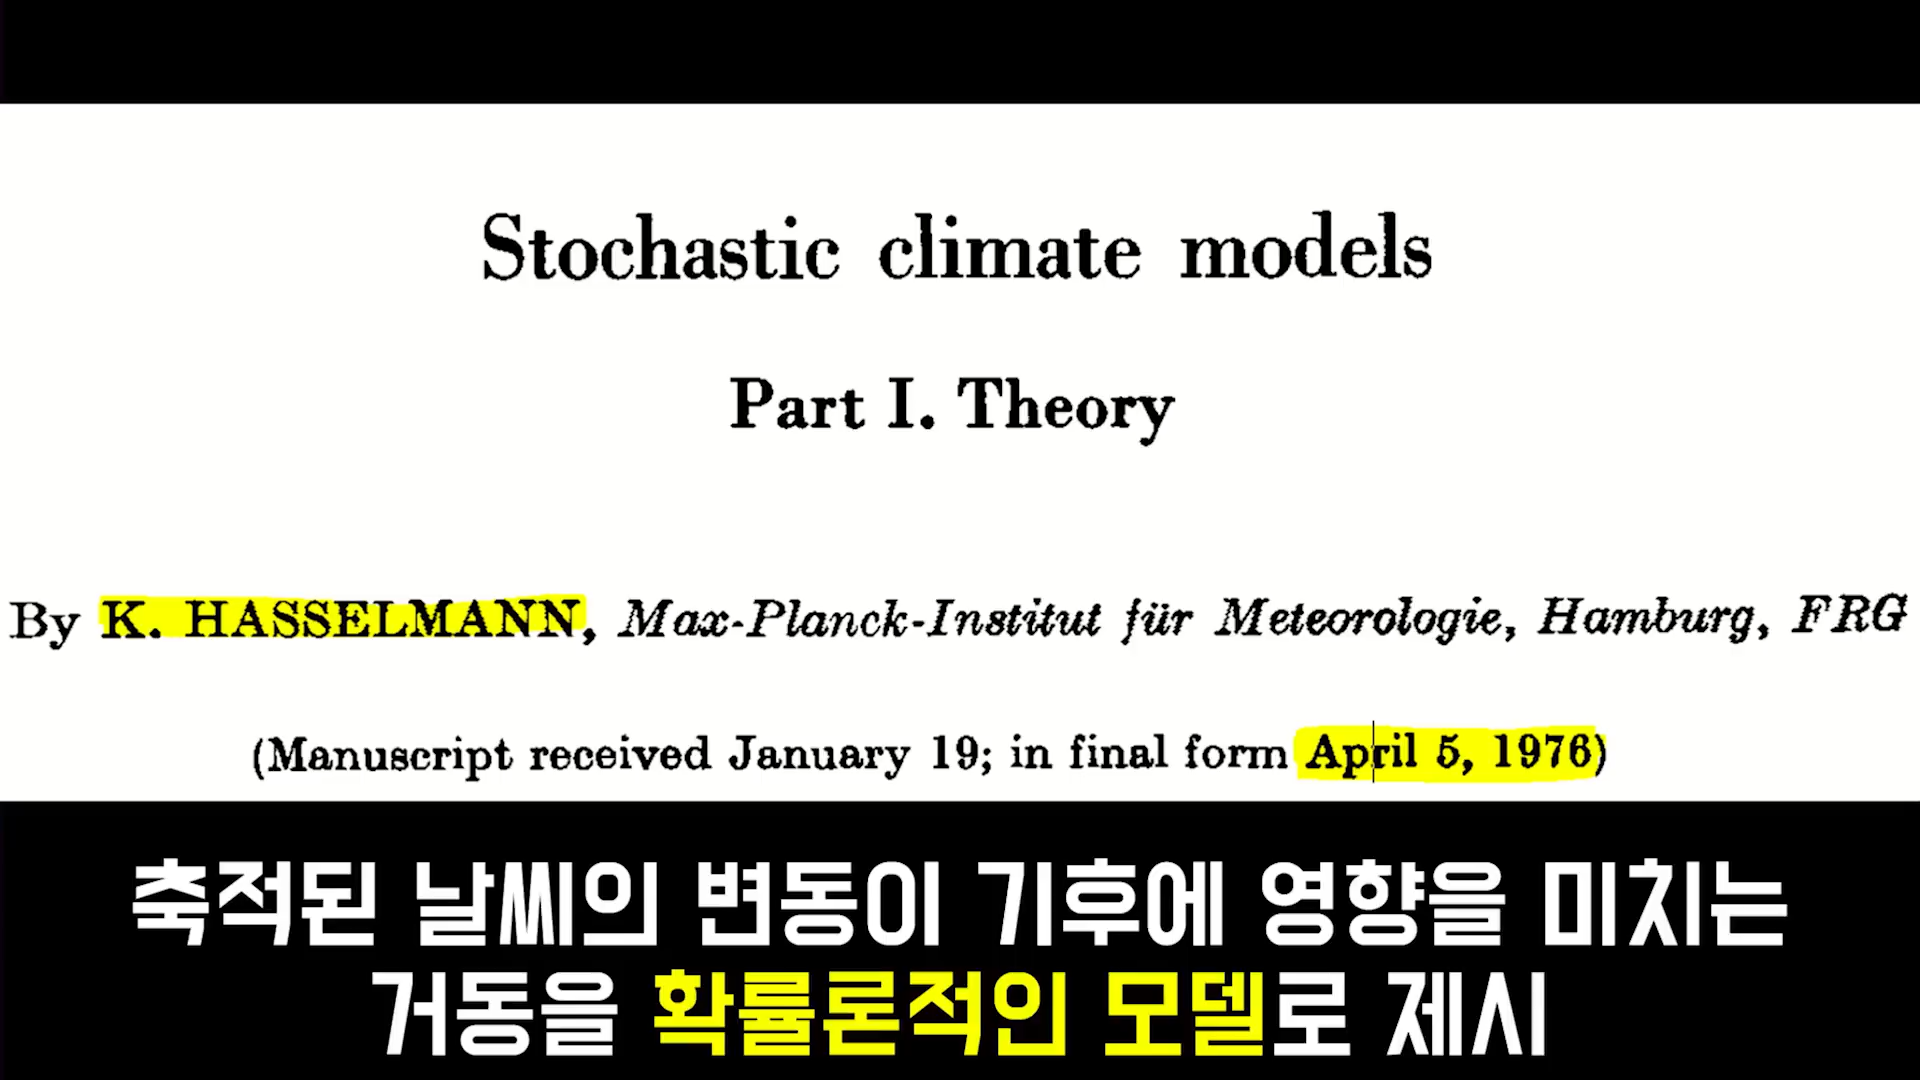 Stochastic climate models
Part I. Theory
By K. HASSELMANN, Max-Planck-Institut für Meteorologie, Hamburg, FRG
(Manuscript received January 19; in final form April 5, 1976)
축적된 날씨의 변동이 기후에 영향을 미치는
거동을 확률론적인 모델로 제시